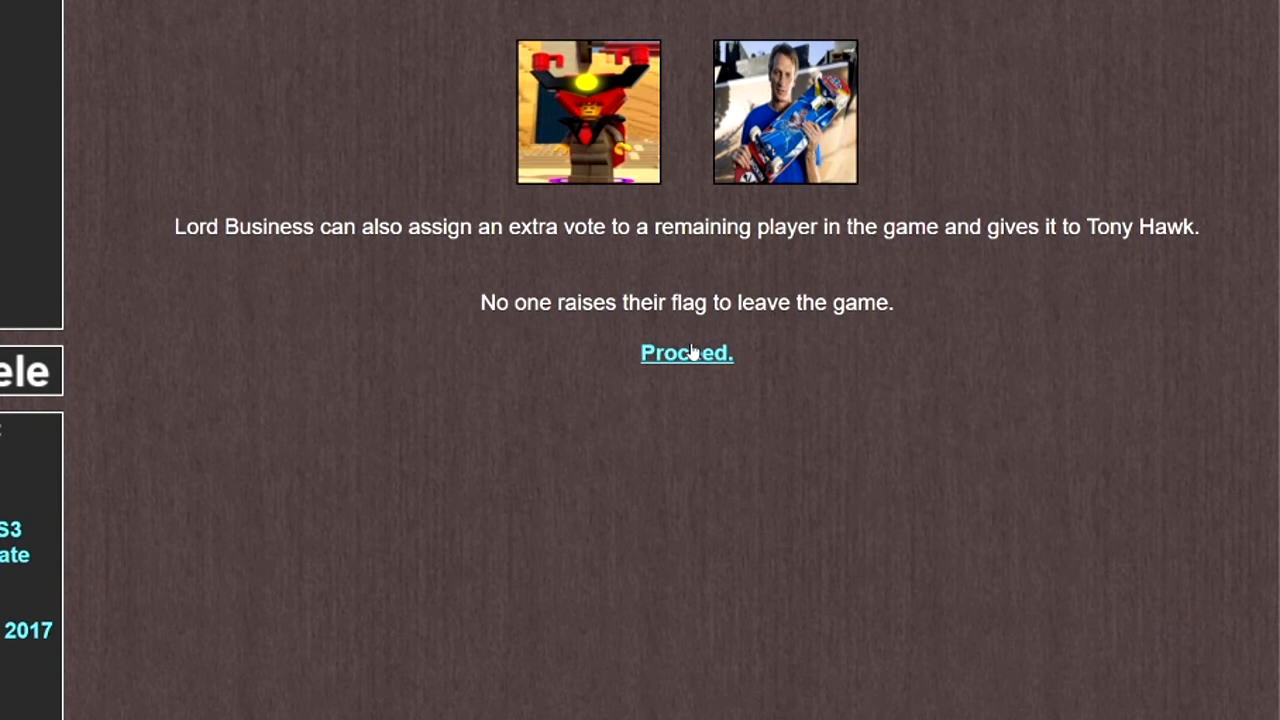 Lord Business can also assign an extra vote to a remaining player in the game and gives it to Tony Hawk.
No one raises their flag to leave the game.
Proceed.
ele
:
S3
ate
2017